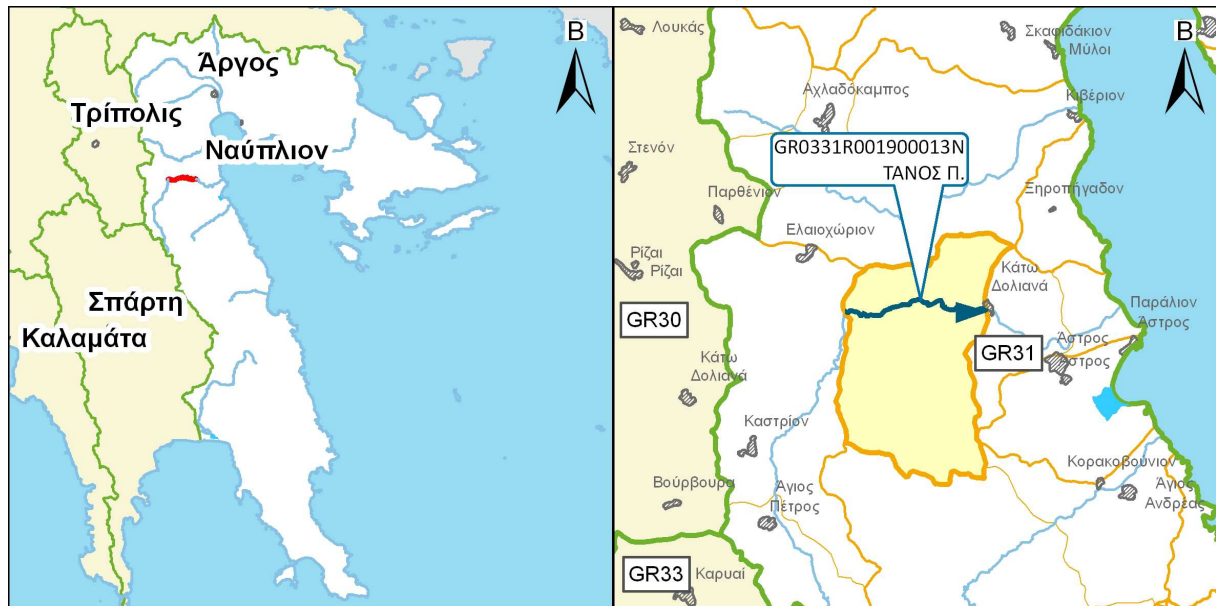 Β
Άργος
Τρίπολις
Ναύπλιον
Σπάρτη
Καλαμάτα
Β
Λουκάς
Σκαφιδάκιον
Μύλοι
Αχλαδόκαμπος
Κιβέριον
GR0331R001900013N
ΤΑΝΟΣ Π.
Στενόν
Παρθένιον
Ξηροπήγαδον
Ελαιοχώριον
Ρίζαι
Ρίζαι
Κάτω
Δολιανά
Παράλιον
Άστρος
GR30
GR31
Άστρος
Άστρος
Κάτω
Δολιανά
Καστρίον
Κορακοβούνιον
Βούρβουρα
Άγιος
Πέτρος
Άγιος
Ανδρέας
GR33
Καρυαί